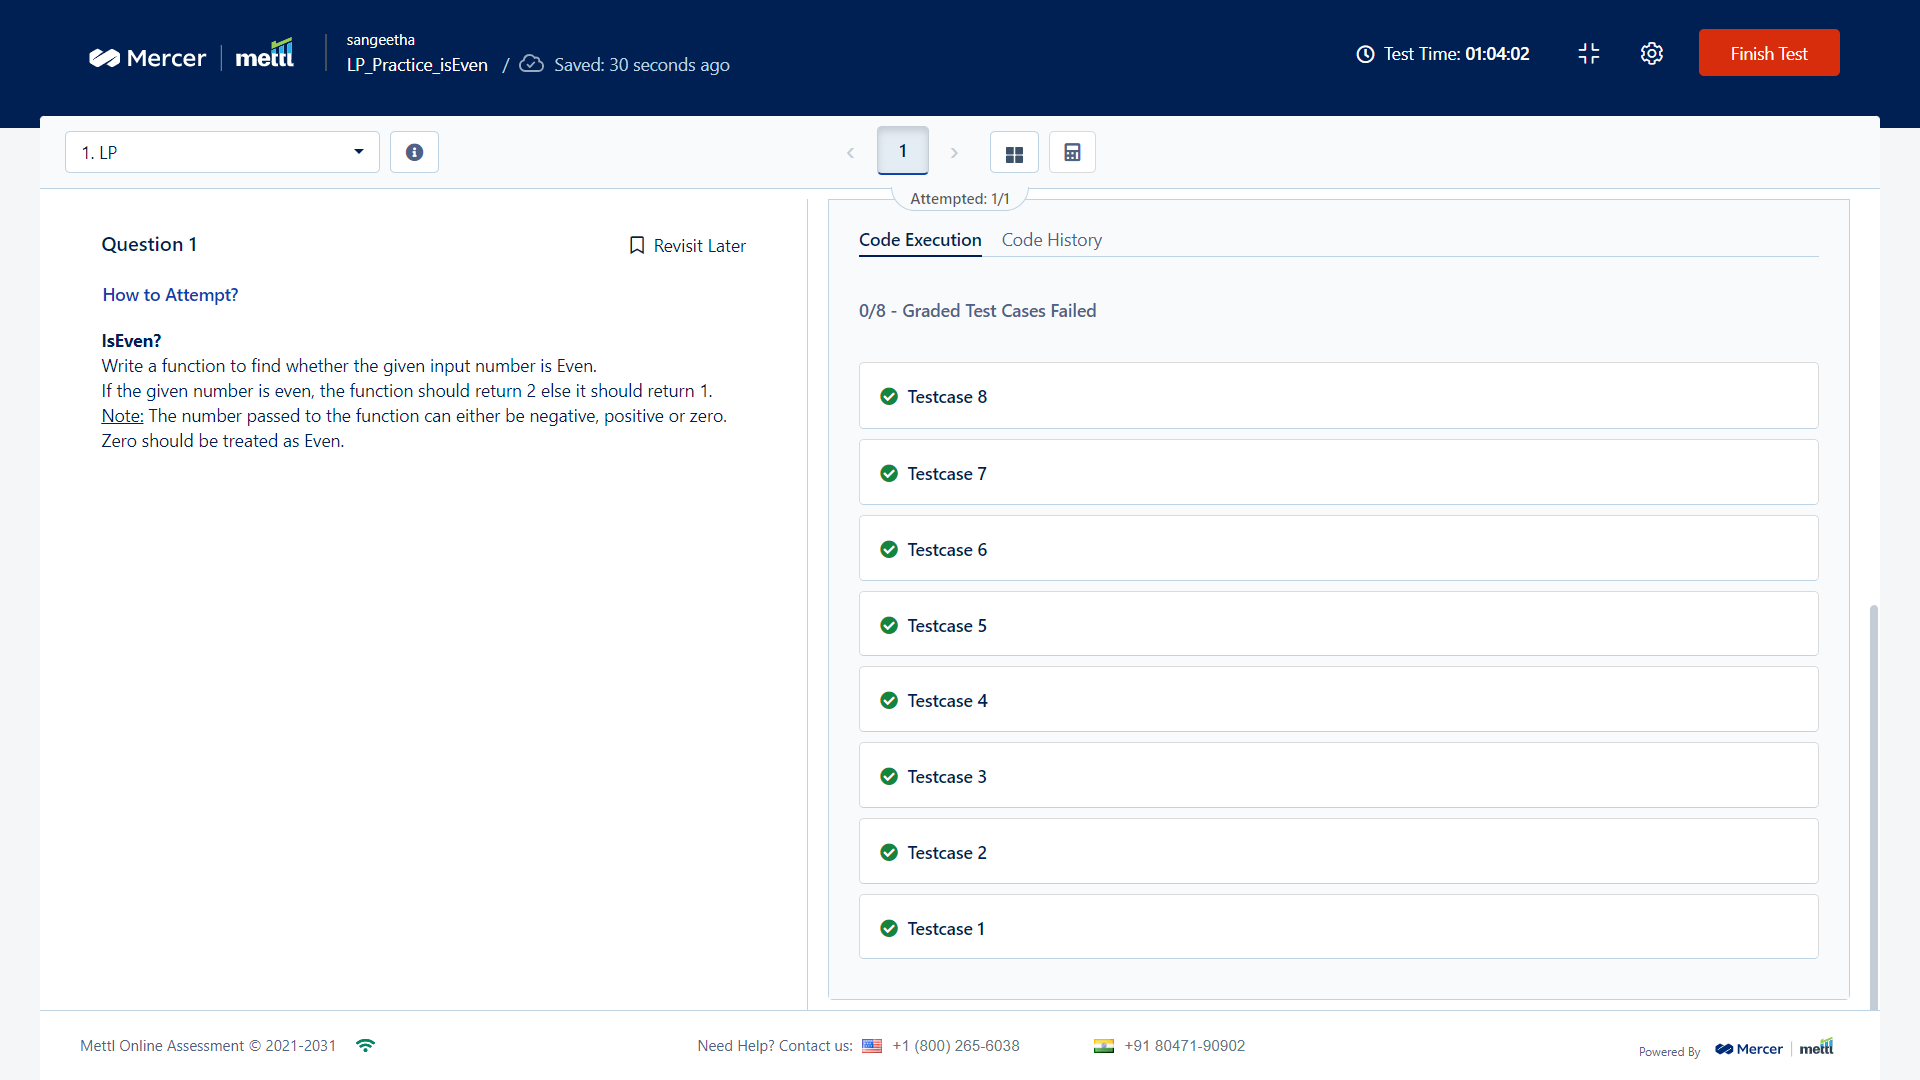 Mercer | mettl
sangeetha
LP_Practice_isEven / Saved: 30 seconds ago
Test Time: 01:04:02
Finish Test
1. LP
1
Attempted: 1/1
Question 1
Revisit Later
How to Attempt?
IsEven?
Write a function to find whether the given input number is Even.
If the given number is even, the function should return 2 else it should return 1.
Note: The number passed to the function can either be negative, positive or zero.
Zero should be treated as Even.
Code Execution
Code History
0/8 - Graded Test Cases Failed
Testcase 8
Testcase 7
Testcase 6
Testcase 5
Testcase 4
Testcase 3
Testcase 2
Testcase 1
Mettl Online Assessment © 2021-2031
Need Help? Contact us: +1 (800) 265-6038
+91 80471-90902
Powered By
Mercer | mettl